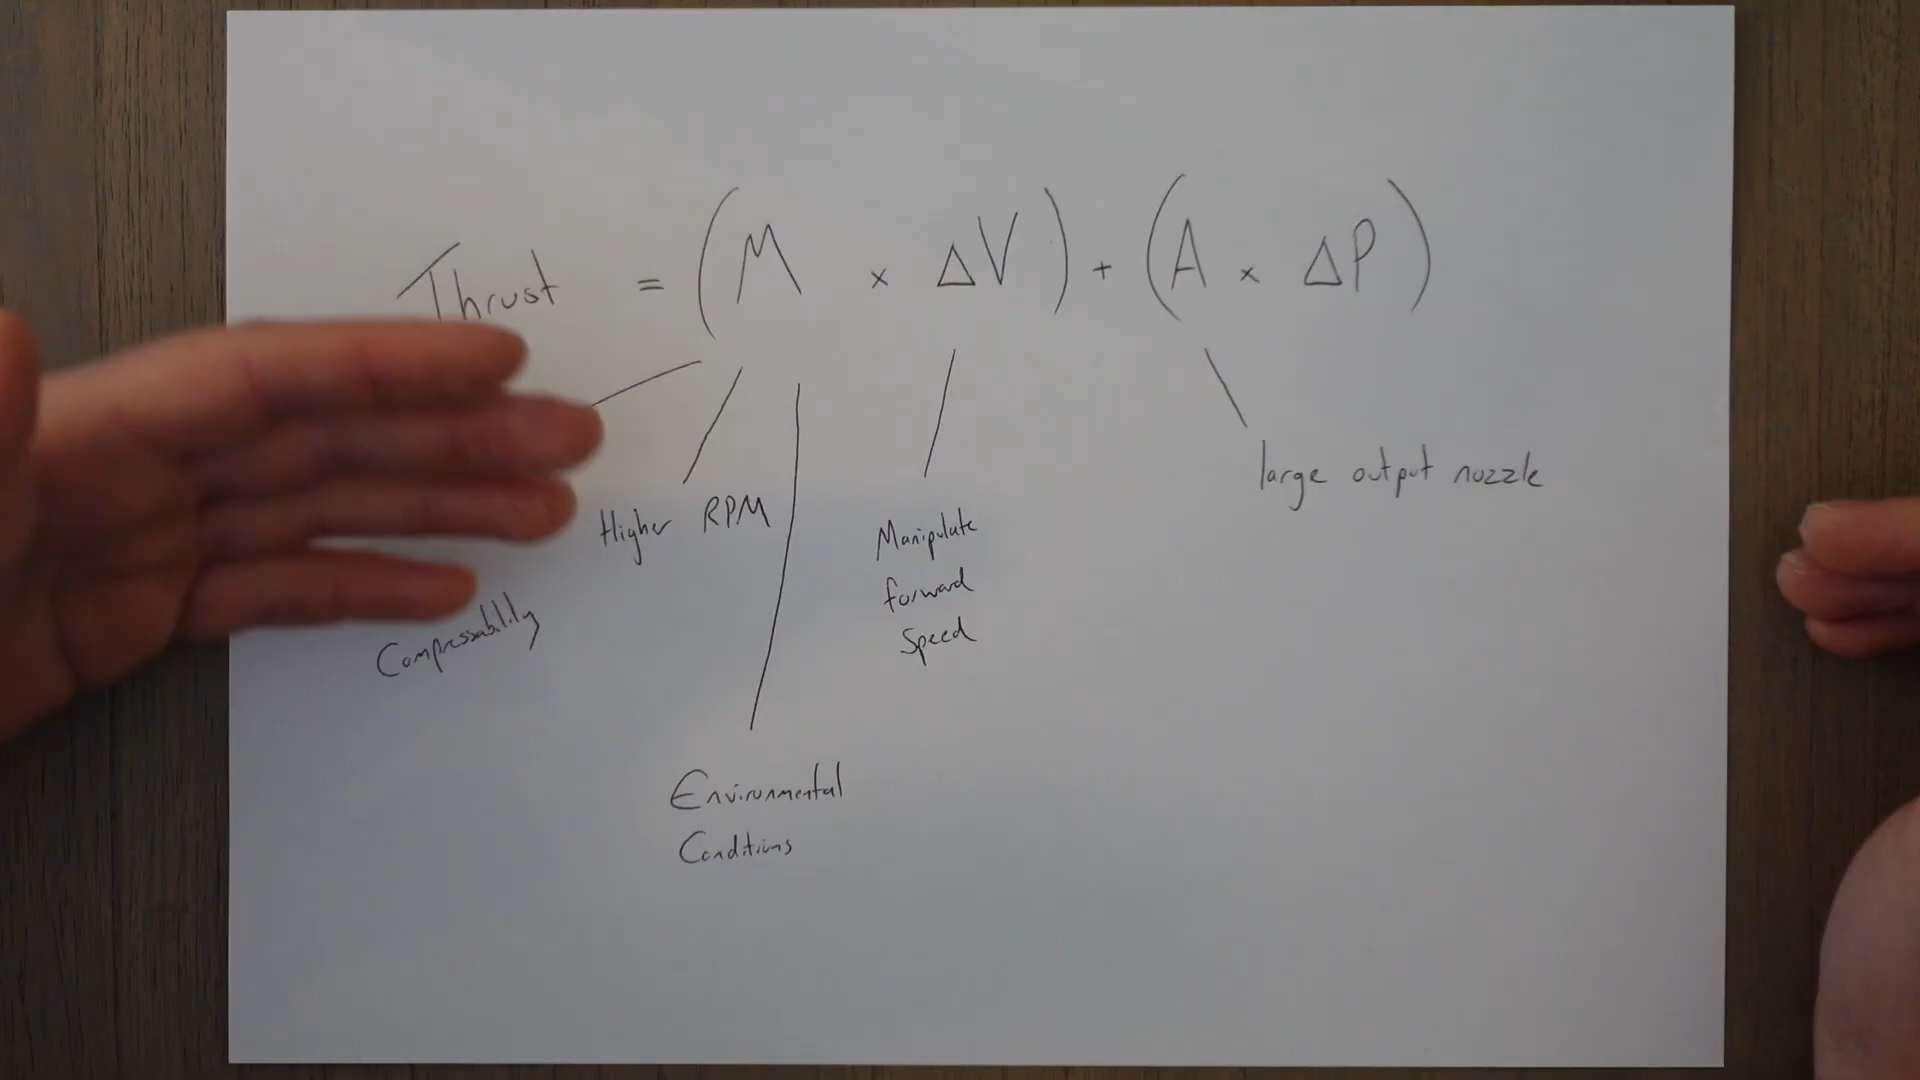 Thrust = (M x ΔV) + (A x ΔP)
large output nozzle
Higher RPM
Manipulate
forward
Speed
Compressability
Environmental
Conditions